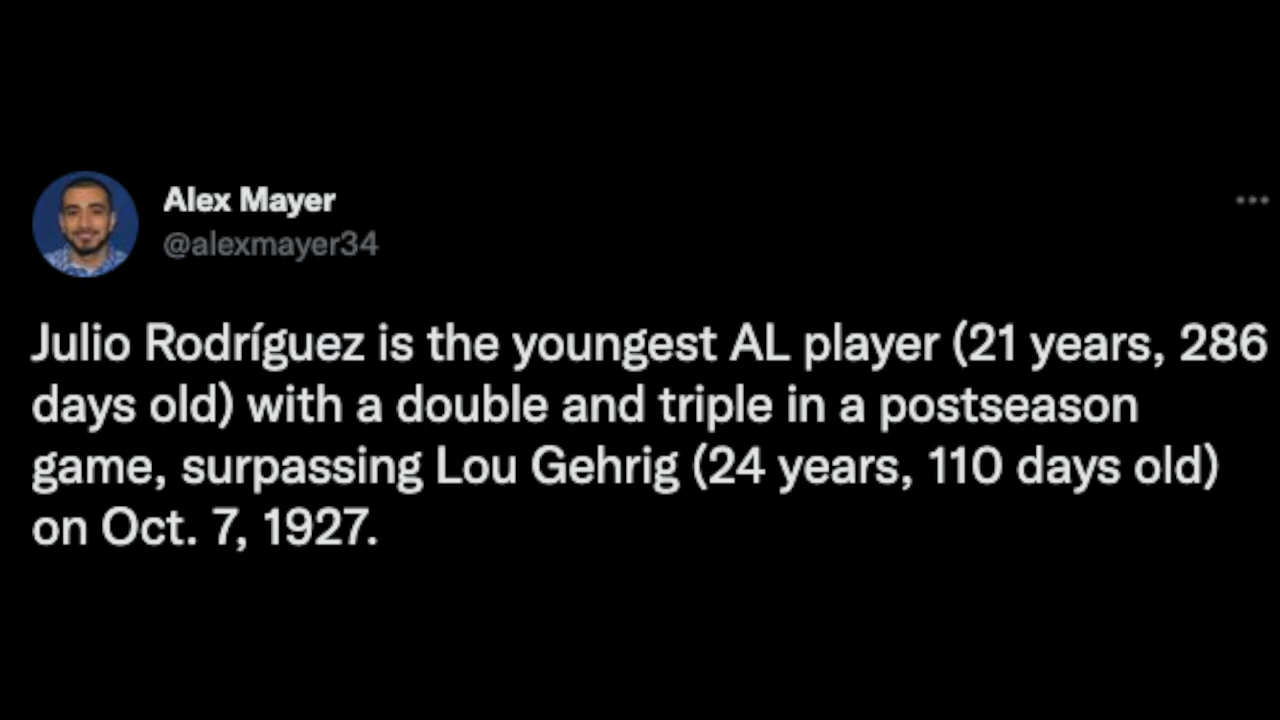 Alex Mayer
@alexmayer34
Julio Rodríguez is the youngest AL player (21 years, 286
days old) with a double and triple in a postseason
game, surpassing Lou Gehrig (24 years, 110 days old)
on Oct. 7, 1927.